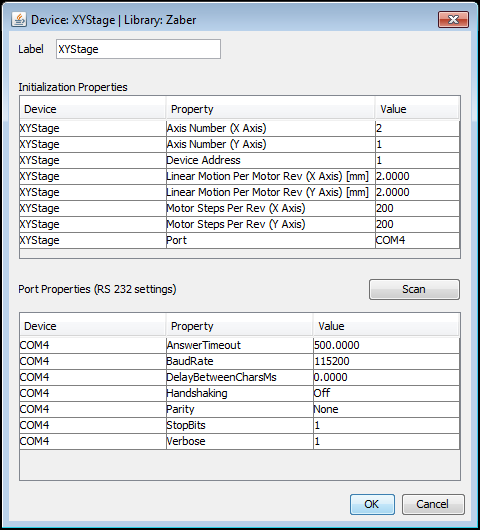 Device: XYStage | Library: Zaber
Label XYStage
Initialization Properties
Device Property Value
XYStage Axis Number (X Axis) 2
XYStage Axis Number (Y Axis) 1
XYStage Device Address 1
XYStage Linear Motion Per Motor Rev (X Axis) [mm] 2.0000
XYStage Linear Motion Per Motor Rev (Y Axis) [mm] 2.0000
XYStage Motor Steps Per Rev (X Axis) 200
XYStage Motor Steps Per Rev (Y Axis) 200
XYStage Port COM4
Port Properties (RS 232 settings) Scan
Device Property Value
COM4 AnswerTimeout 500.0000
COM4 BaudRate 115200
COM4 DelayBetweenCharsMs 0.0000
COM4 Handshaking Off
COM4 Parity None
COM4 StopBits 1
COM4 Verbose 1
OK Cancel